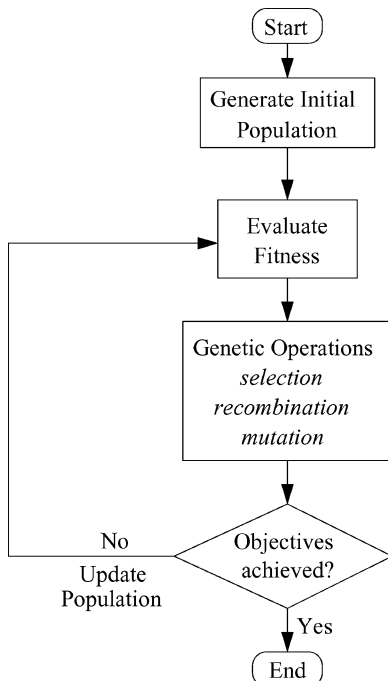 Start
Generate Initial
Population
Evaluate
Fitness
Genetic Operations
selection
recombination
mutation
Objectives
achieved?
No
Update
Population
Yes
End